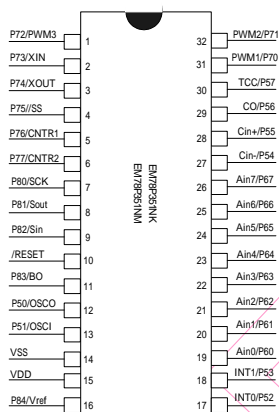 P72/PWM3 1 32 PWM2/P71
P73/XIN 2 31 PWM1/P70
P74/XOUT 3 30 TCC/P57
P75//SS 4 29 CO/P56
P76/CNTR1 5 28 Cin+/P55
P77/CNTR2 6 27 Cin-/P54
P80/SCK 7 26 Ain7/P67
P81/Sout 8 25 Ain6/P66
P82/Sin 9 24 Ain5/P65
/RESET 10 23 Ain4/P64
P83/BO 11 22 Ain3/P63
P50/OSCO 12 21 Ain2/P62
P51/OSCI 13 20 Ain1/P61
VSS 14 19 Ain0/P60
VDD 15 18 INT1/P53
P84/Vref 16 17 INT0/P52
EM78P351NK
EM78P351NM